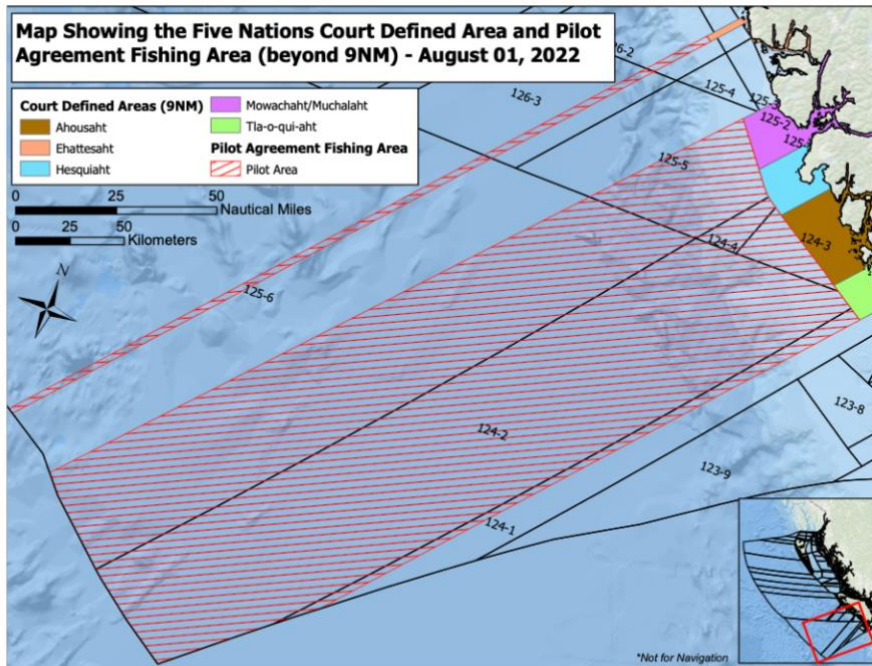 Map Showing the Five Nations Court Defined Area and Pilot
Agreement Fishing Area (beyond 9NM) - August 01, 2022
Court Defined Areas (9NM)
Ahousaht
Ehattesaht
Hesquiaht
Mowachaht/Muchalaht
Tla-o-qui-aht
Pilot Agreement Fishing Area
Pilot Area
0 25 50
Nautical Miles
0 25 50
Kilometers
N
126-2
126-3
125-4
125-3
125-2
125-5
124-3
124-4
125-6
124-2
123-8
123-9
124-1
*Not for Navigation